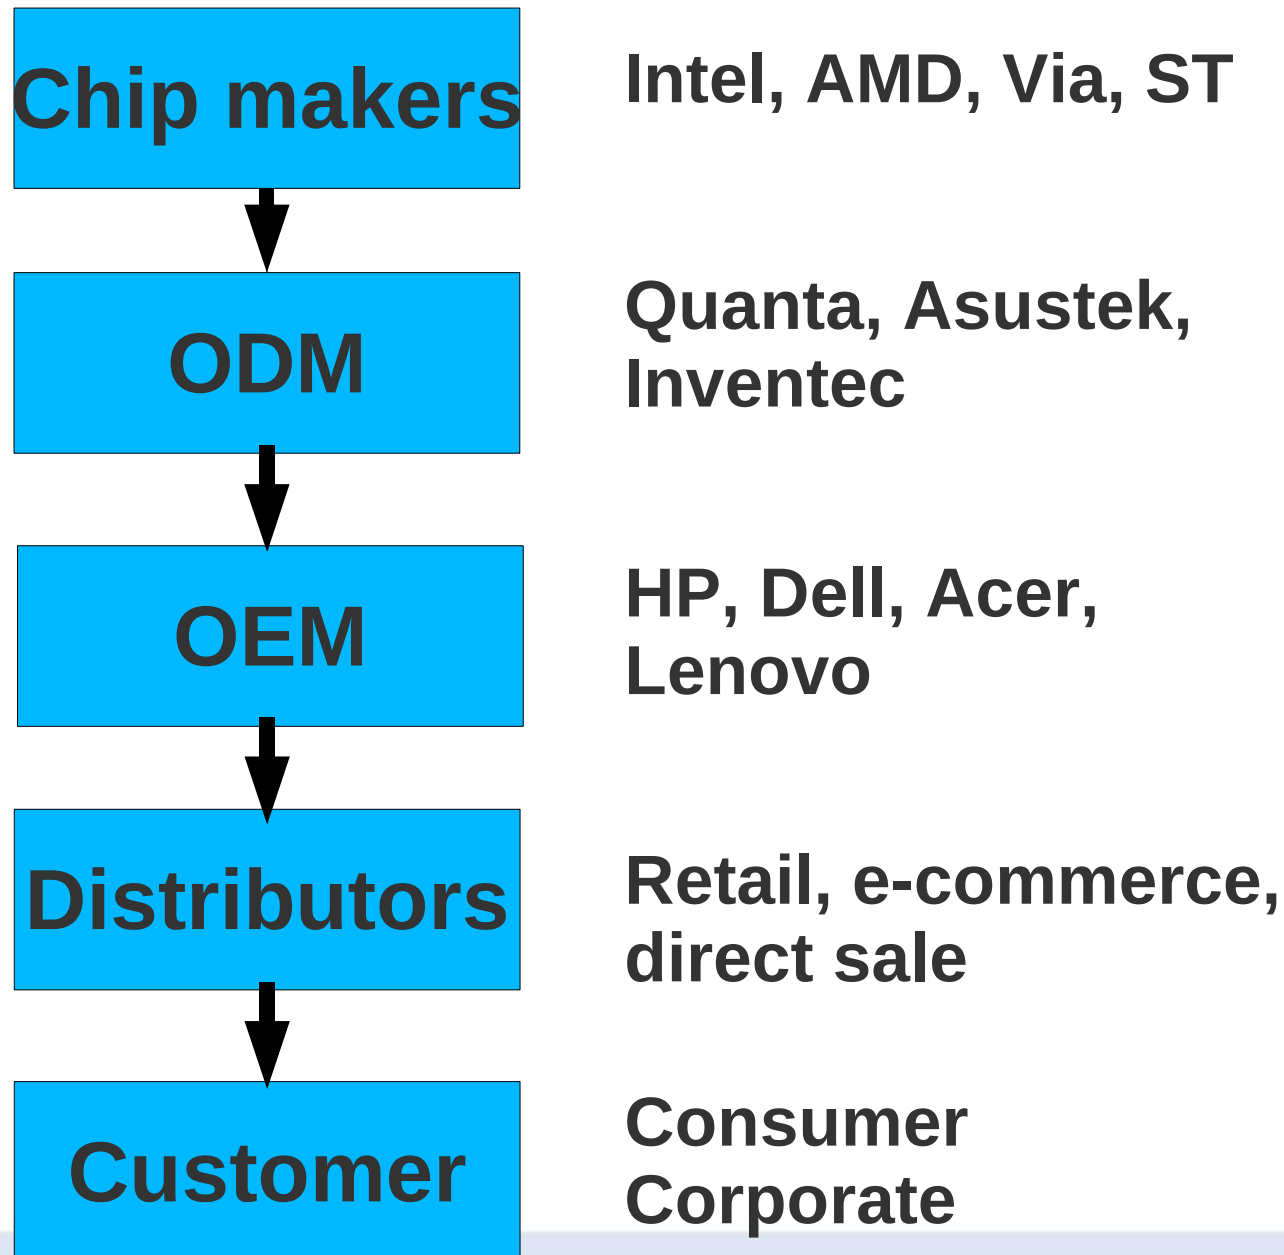 Chip makers
Intel, AMD, Via, ST
ODM
Quanta, Asustek,
Inventec
OEM
HP, Dell, Acer,
Lenovo
Distributors
Retail, e-commerce,
direct sale
Customer
Consumer
Corporate